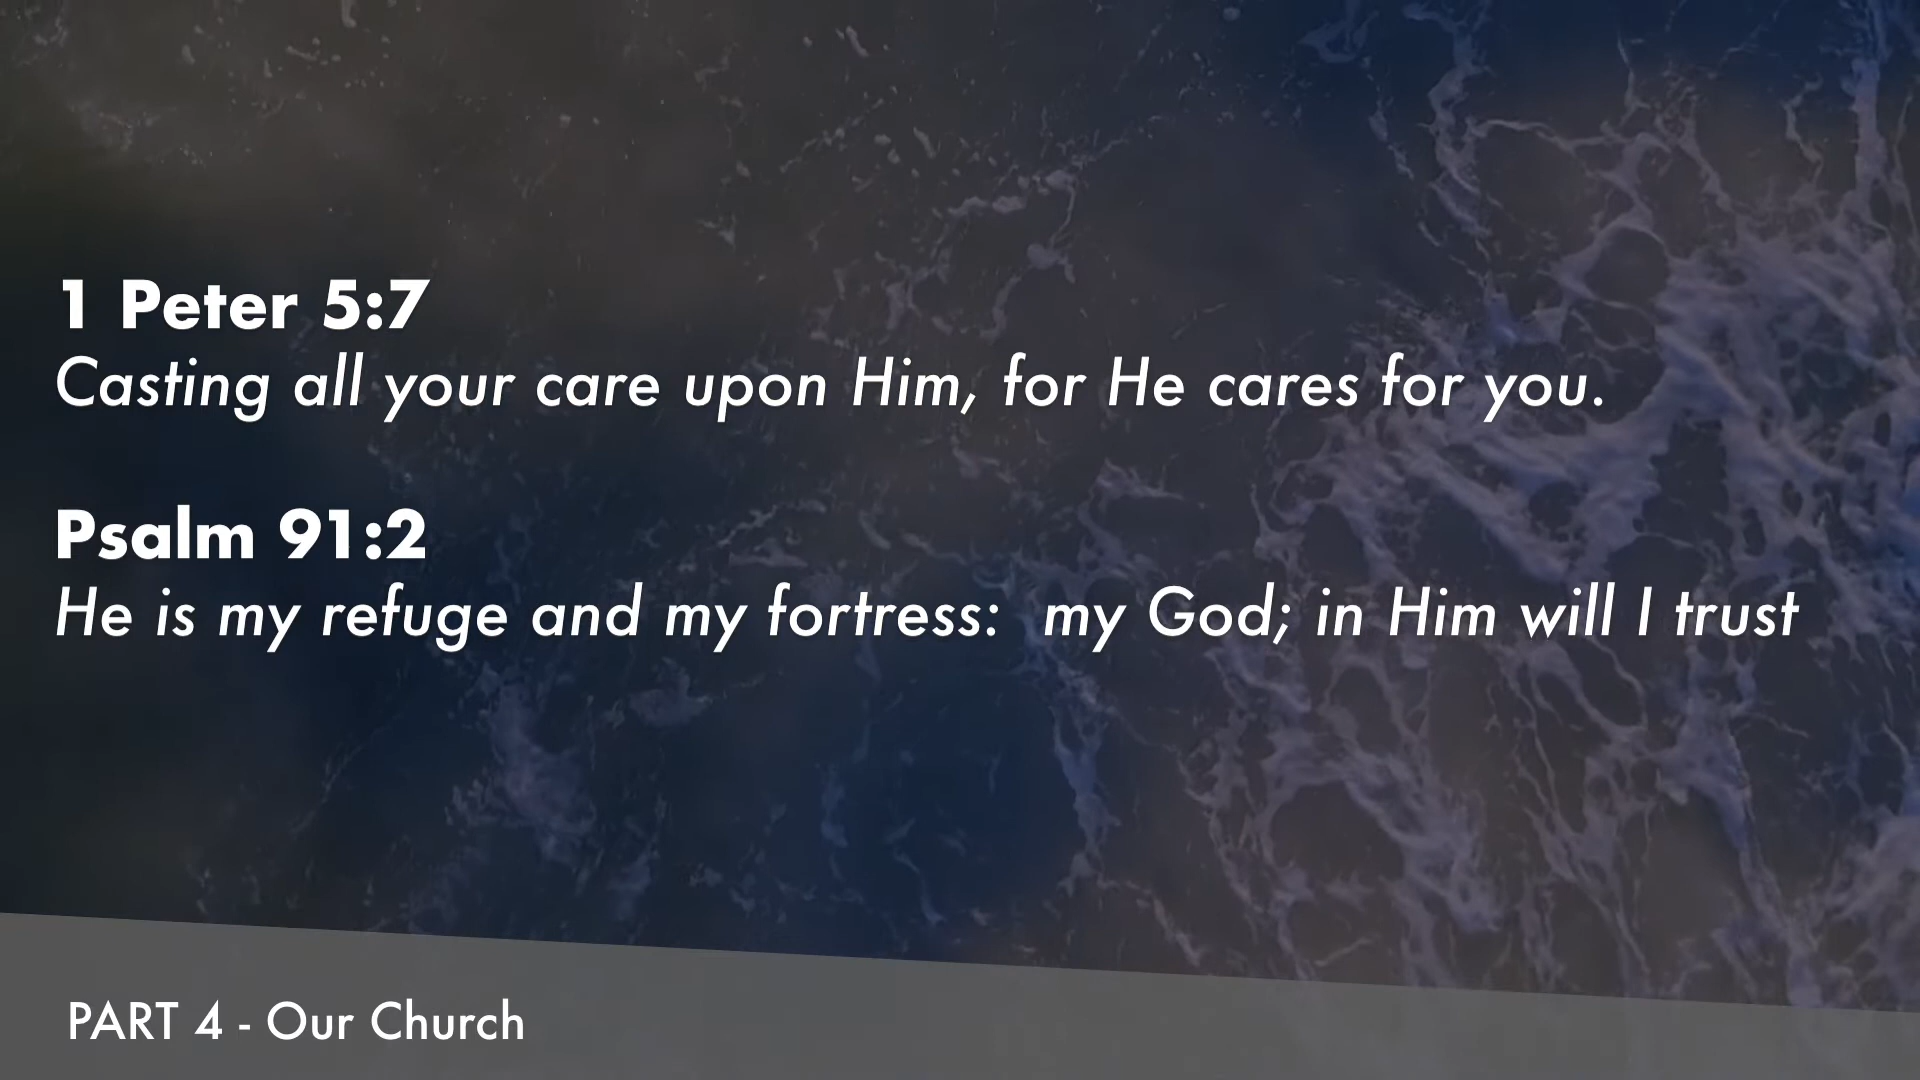 1 Peter 5:7
Casting all your care upon Him, for He cares for you.
Psalm 91:2
He is my refuge and my fortress:  my God; in Him will I trust
PART 4 - Our Church